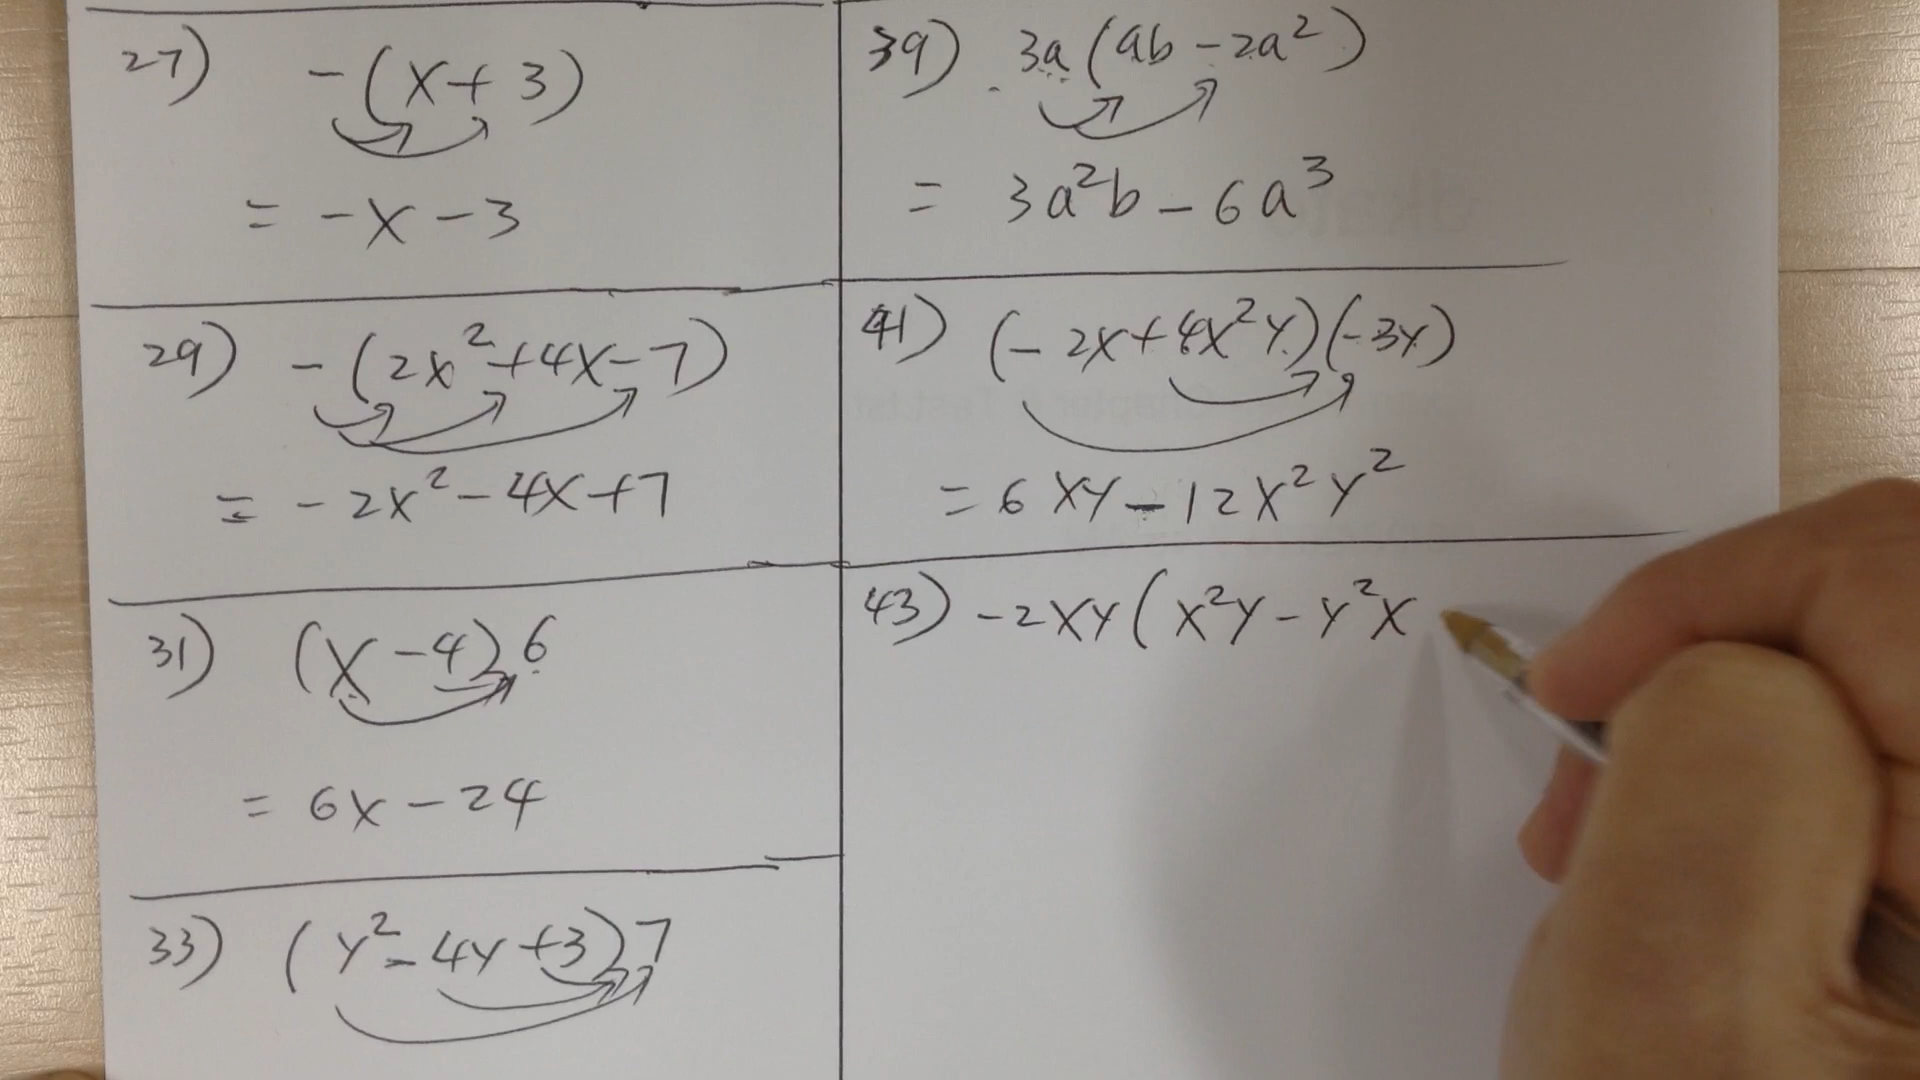 27) -(x+3)
= -x-3
29) -(2x²+4x-7)
= -2x²-4x+7
31) (x-4)6
= 6x-24
33) (y²-4y+3)7
39) 3a(ab-2a²)
= 3a²b-6a³
41) (-2x+4x²y)(-3y)
= 6xy-12x²y²
43) -2xy(x²y-y²x